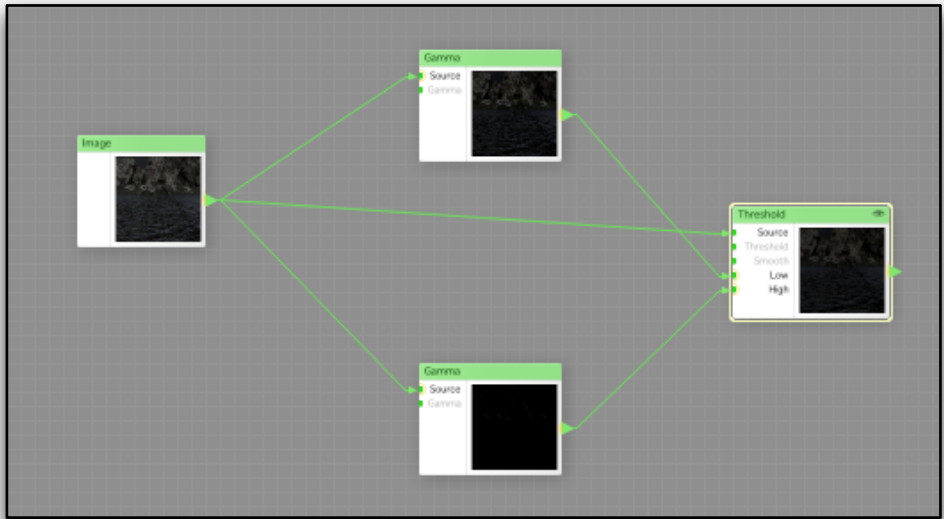 Gamma
Source
Gamma
Image
Threshold
Source
Threshold
Smooth
Low
High
Gamma
Source
Gamma